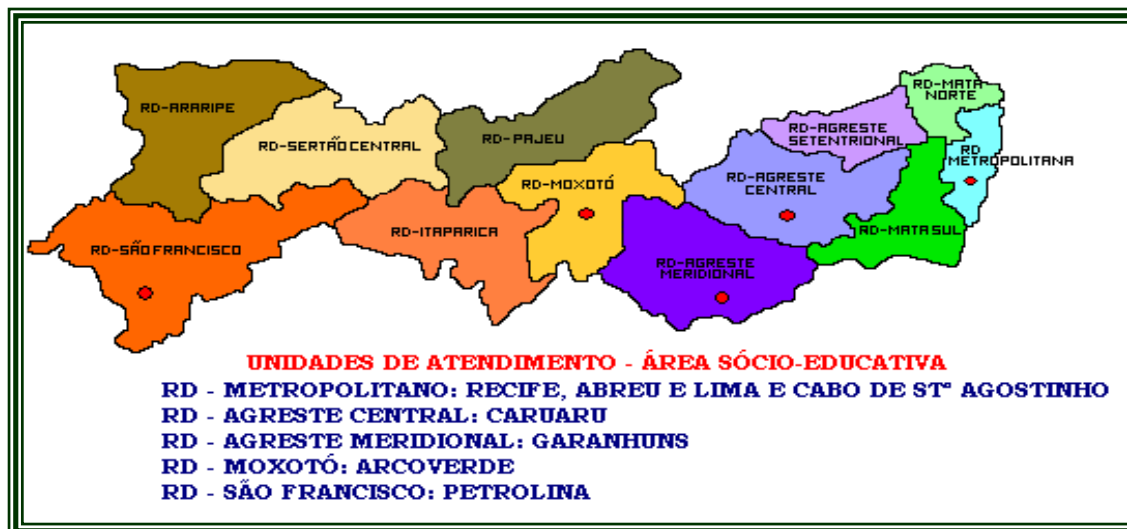 RD-ARARIPE
RD-SERTÃO CENTRAL
RD-PAJEU
RD-MATA
NORTE
RD-AGRESTE
SETENTRIONAL
RD
METROPOLITANA
RD-MOXOTÓ
RD-AGRESTE
CENTRAL
RD-SÃO FRANCISCO
RD-ITAPARICA
RD-MATA SUL
RD-AGRESTE
MERIDIONAL
UNIDADES DE ATENDIMENTO - ÁREA SÓCIO-EDUCATIVA
RD - METROPOLITANO: RECIFE, ABREU E LIMA E CABO DE STº AGOSTINHO
RD - AGRESTE CENTRAL: CARUARU
RD - AGRESTE MERIDIONAL: GARANHUNS
RD - MOXOTÓ: ARCOVERDE
RD - SÃO FRANCISCO: PETROLINA